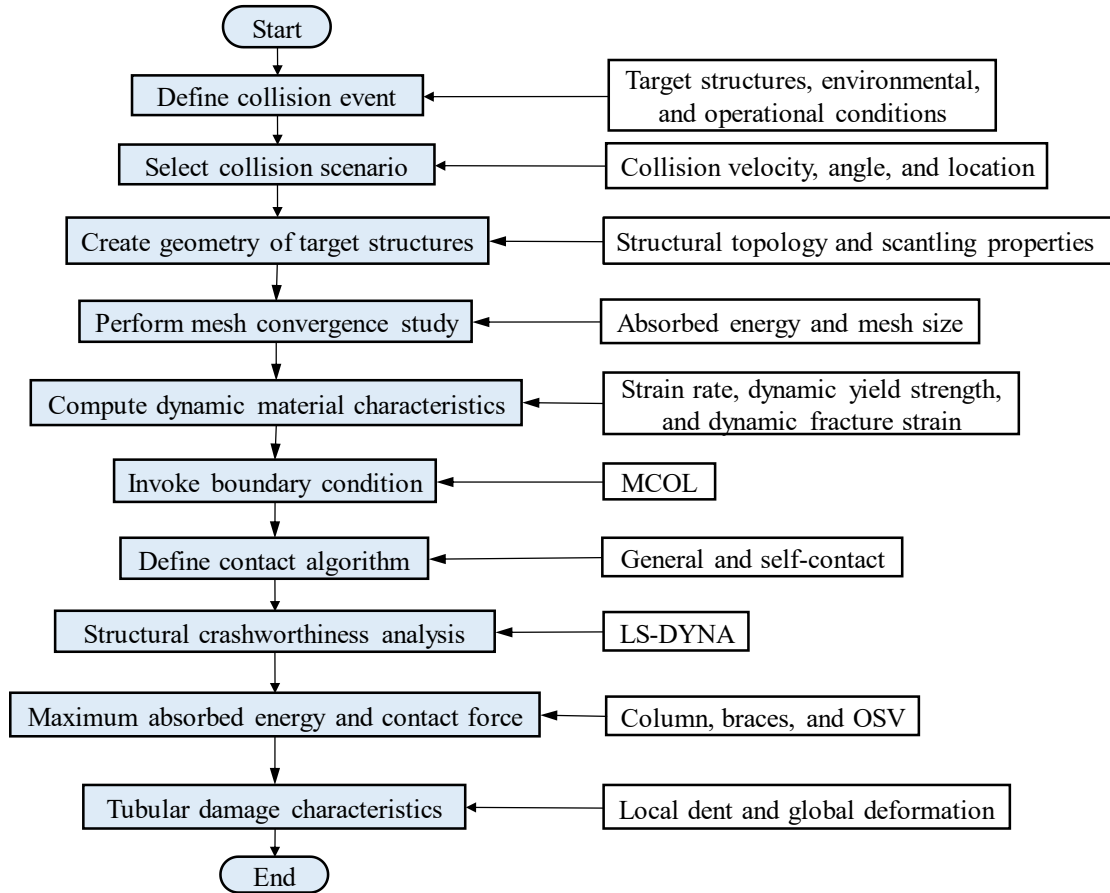 Start
Define collision event
Target structures, environmental,
and operational conditions
Select collision scenario
Collision velocity, angle, and location
Create geometry of target structures
Structural topology and scantling properties
Perform mesh convergence study
Absorbed energy and mesh size
Compute dynamic material characteristics
Strain rate, dynamic yield strength,
and dynamic fracture strain
Invoke boundary condition
MCOL
Define contact algorithm
General and self-contact
Structural crashworthiness analysis
LS-DYNA
Maximum absorbed energy and contact force
Column, braces, and OSV
Tubular damage characteristics
Local dent and global deformation
End